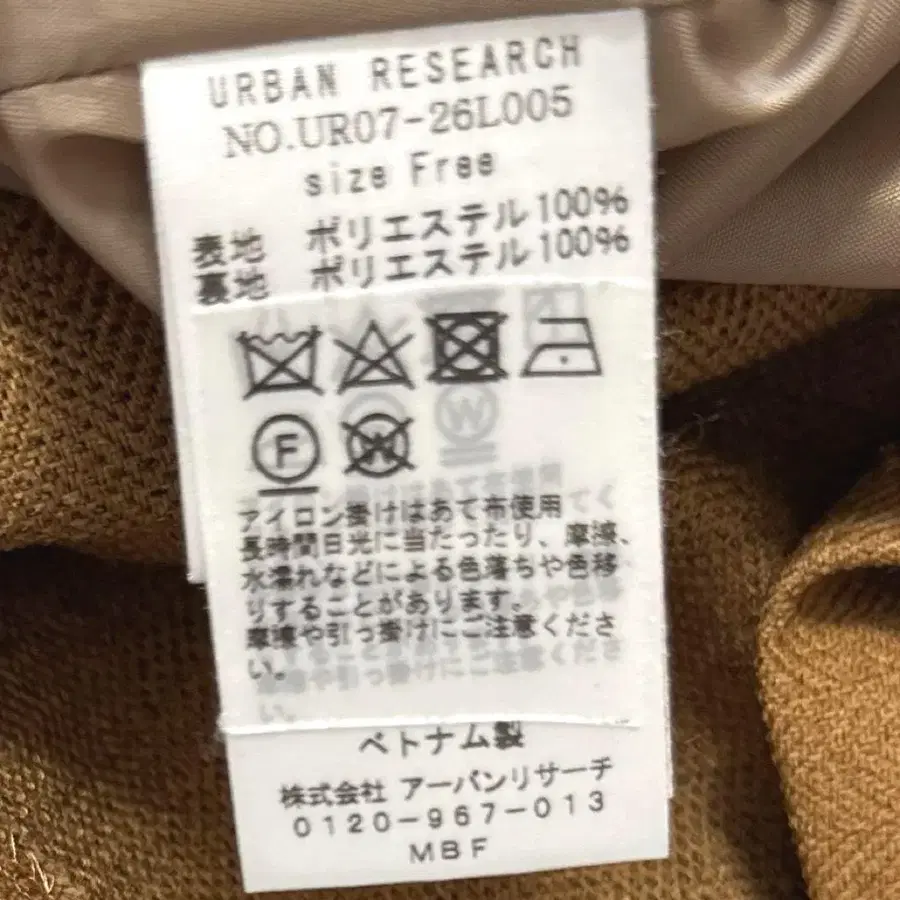 URBAN RESEARCH
NO.UR07-26L005
size Free
表地 ポリエステル100%
裏地 ポリエステル100%
F W
アイロン掛けはあて布使用
長時間日光に当たったり、摩擦、
水濡れなどによる色落ちや色移
りすることがあります。
摩擦や引っ掛けにご注意くださ
い。
ベトナム製
株式会社 アーバンリサーチ
0120-967-013
MBF